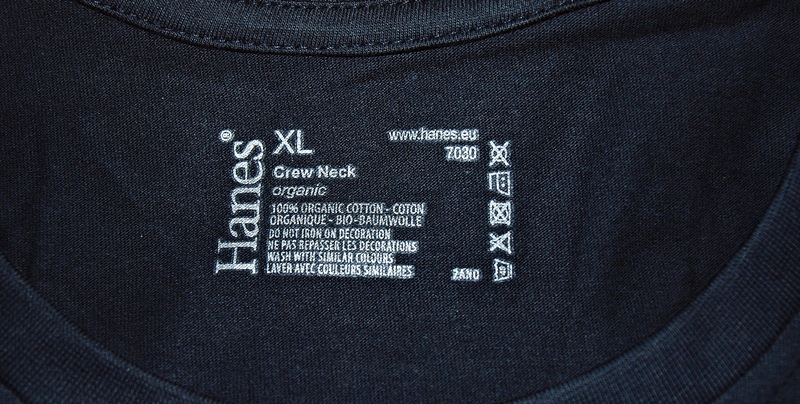 Hanes®
XL
www.hanes.eu
7030
Crew Neck
organic
100% ORGANIC COTTON - COTON
ORGANIQUE - BIO-BAUMWOLLE
DO NOT IRON ON DECORATION
NE PAS REPASSER LES DECORATIONS
WASH WITH SIMILAR COLOURS
LAVER AVEC COULEURS SIMILAIRES